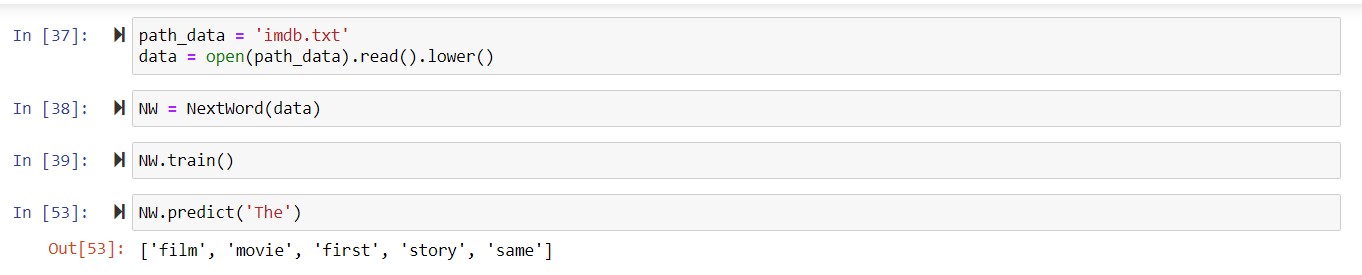 In [37]: path_data = 'imdb.txt'
data = open(path_data).read().lower()
In [38]: NW = NextWord(data)
In [39]: NW.train()
In [53]: NW.predict('The')
Out[53]: ['film', 'movie', 'first', 'story', 'same']